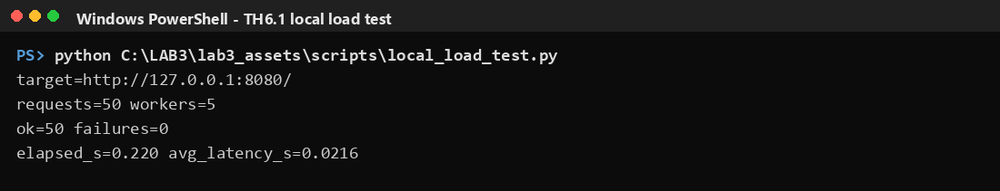 Windows PowerShell - TH6.1 local load test
PS> python C:\LAB3\lab3_assets\scripts\local_load_test.py
target=http://127.0.0.1:8080/
requests=50 workers=5
ok=50 failures=0
elapsed_s=0.220 avg_latency_s=0.0216